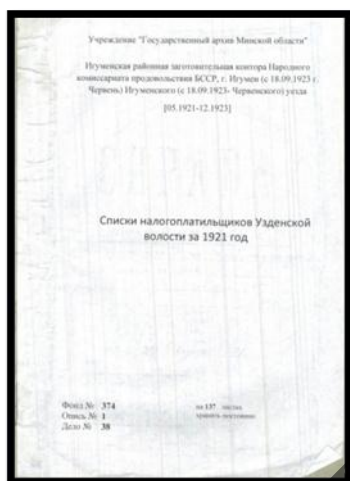 Учреждение "Государственный архив Минской области"
Игуменская районная заготовительная контора Народного
комиссариата продовольствия БССР, г. Игумен (с 18.09.1923 г.
Червень) Игуменского (с 18.09.1923- Червенского) уезда
[05.1921-12.1923]
Списки налогоплатильщиков Узденской
волости за 1921 год
Фонд № 374
Опись № 1
Дело № 38
на 137 листах
хранить постоянно